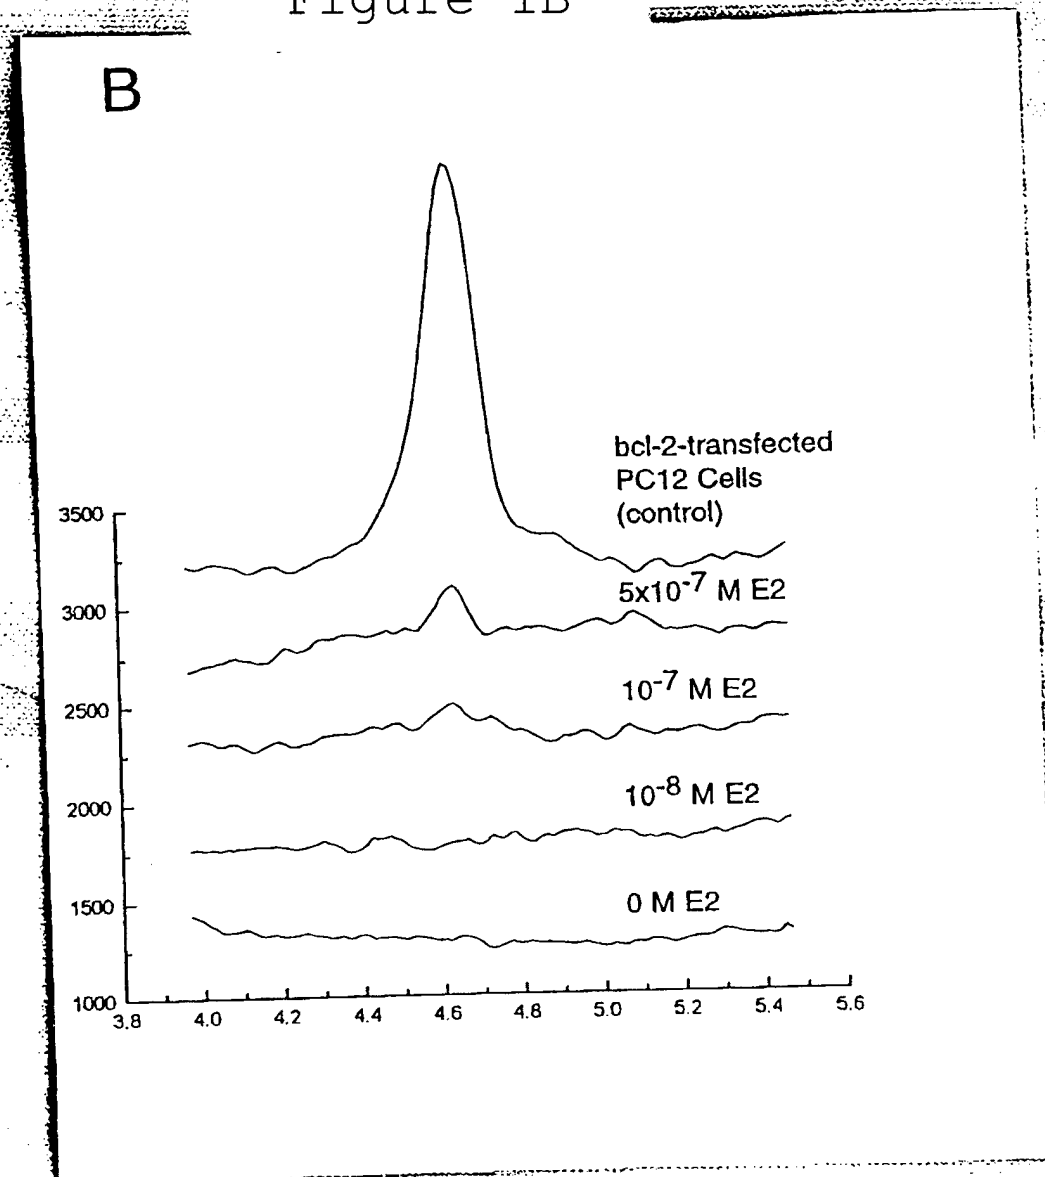 Figure 1B
B
bcl-2-transfected
PC12 Cells
(control)
3500
5x10-7 M E2
3000
10-7 M E2
2500
10-8 M E2
2000
0 M E2
1500
1000
3.8 4.0 4.2 4.4 4.6 4.8 5.0 5.2 5.4 5.6